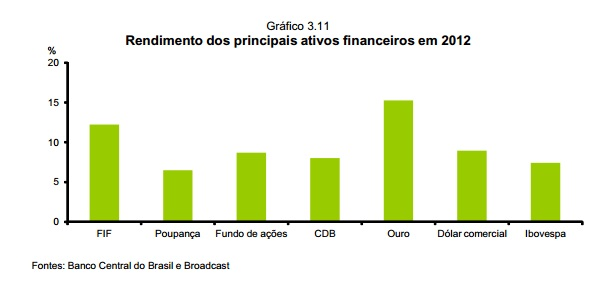 Gráfico 3.11
Rendimento dos principais ativos financeiros em 2012
%
20
15
10
5
0
FIF Poupança Fundo de ações CDB Ouro Dólar comercial Ibovespa
Fontes: Banco Central do Brasil e Broadcast